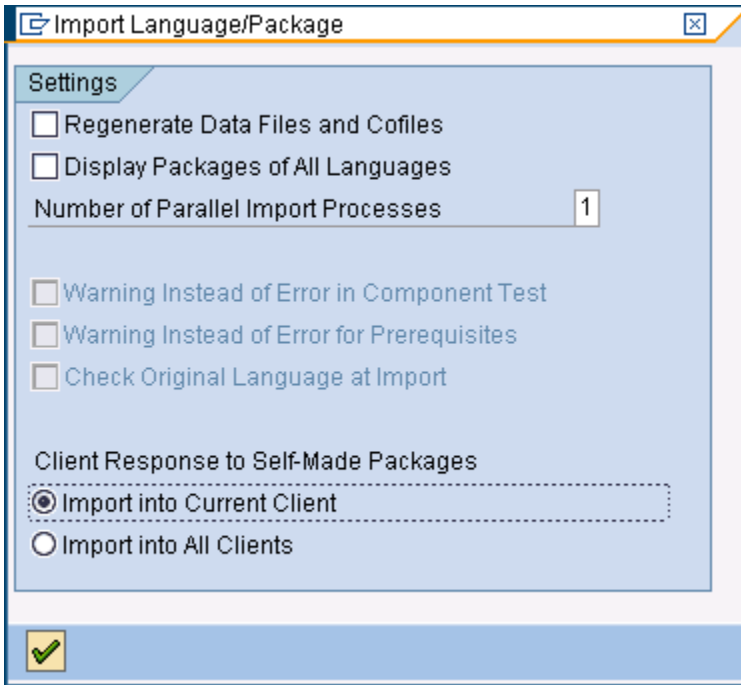 Import Language/Package
Settings
Regenerate Data Files and Cofiles
Display Packages of All Languages
Number of Parallel Import Processes 1
Warning Instead of Error in Component Test
Warning Instead of Error for Prerequisites
Check Original Language at Import
Client Response to Self-Made Packages
Import into Current Client
Import into All Clients